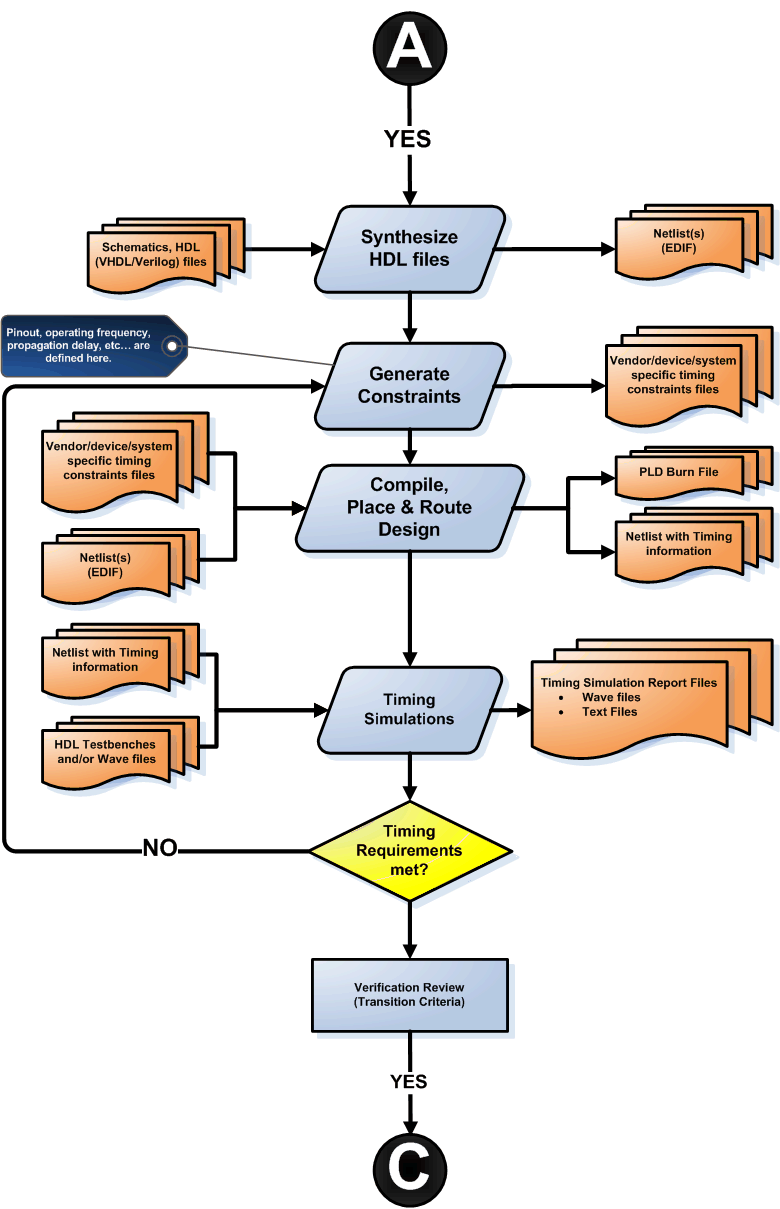 A
YES
Synthesize
HDL files
Schematics, HDL
(VHDL/Verilog) files
Netlist(s)
(EDIF)
Pinout, operating frequency,
propagation delay, etc... are
defined here.
Generate
Constraints
Vendor/device/system
specific timing
constraints files
Vendor/device/system
specific timing
constraints files
Compile,
Place & Route
Design
PLD Burn File
Netlist with Timing
information
Netlist(s)
(EDIF)
Netlist with Timing
information
Timing
Simulations
Timing Simulation Report Files
• Wave files
• Text Files
HDL Testbenches
and/or Wave files
Timing
Requirements
met?
NO
Verification Review
(Transition Criteria)
YES
C